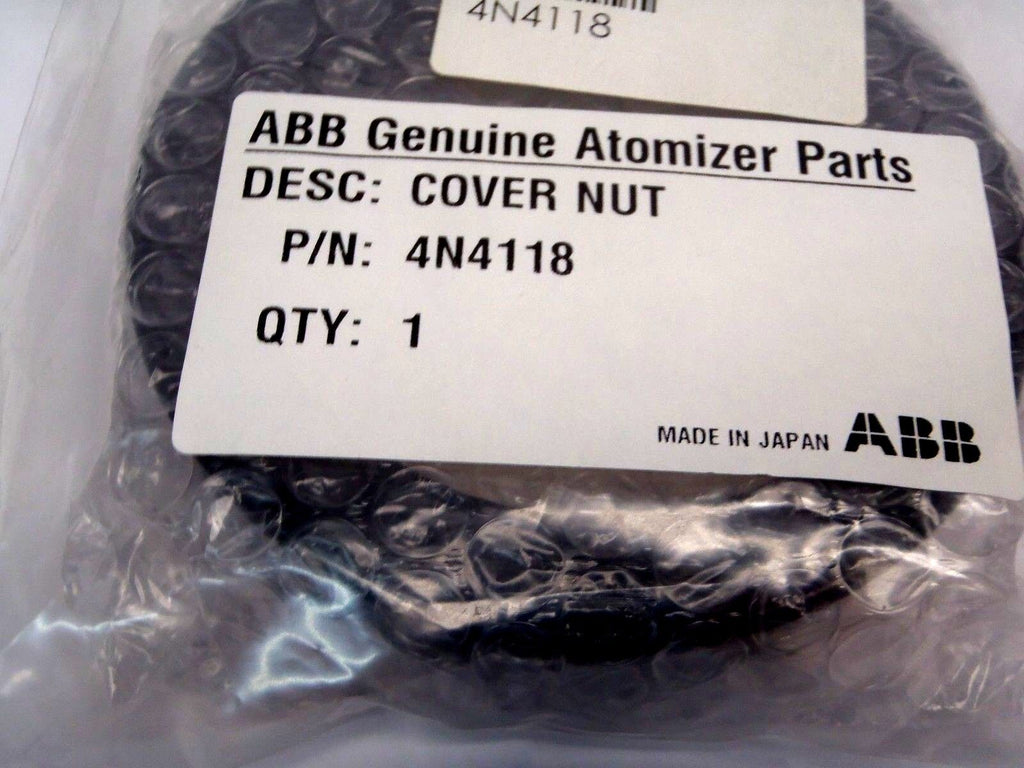 4N4118
ABB Genuine Atomizer Parts
DESC: COVER NUT
P/N: 4N4118
QTY: 1
MADE IN JAPAN ABB